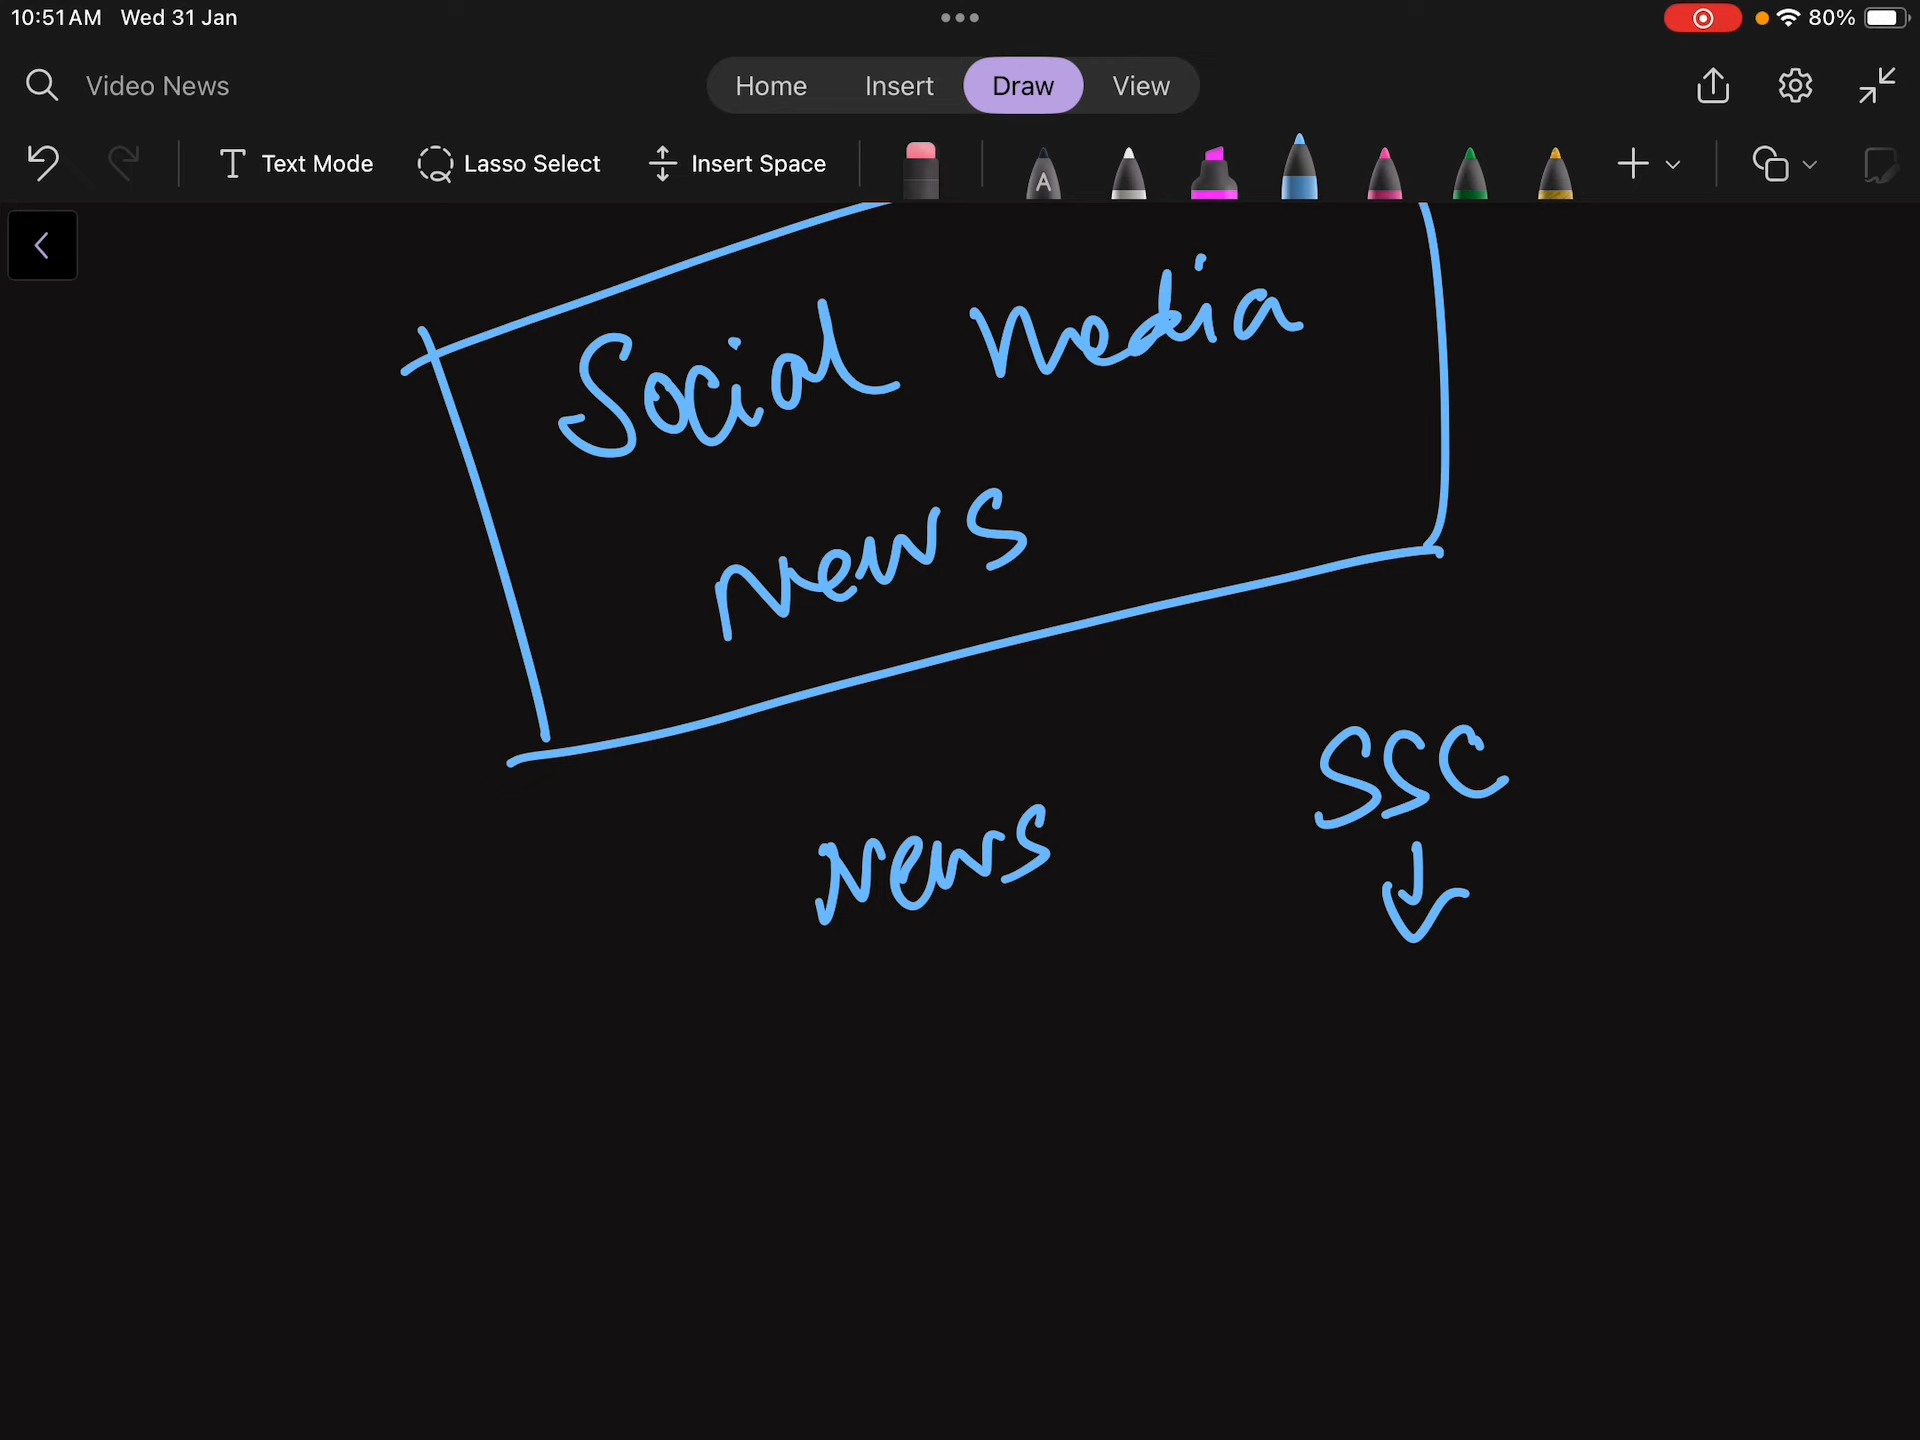 10:51 AM Wed 31 Jan 80%
Video News Home Insert Draw View
Text Mode Lasso Select Insert Space A
Social Media
News
SSC
News